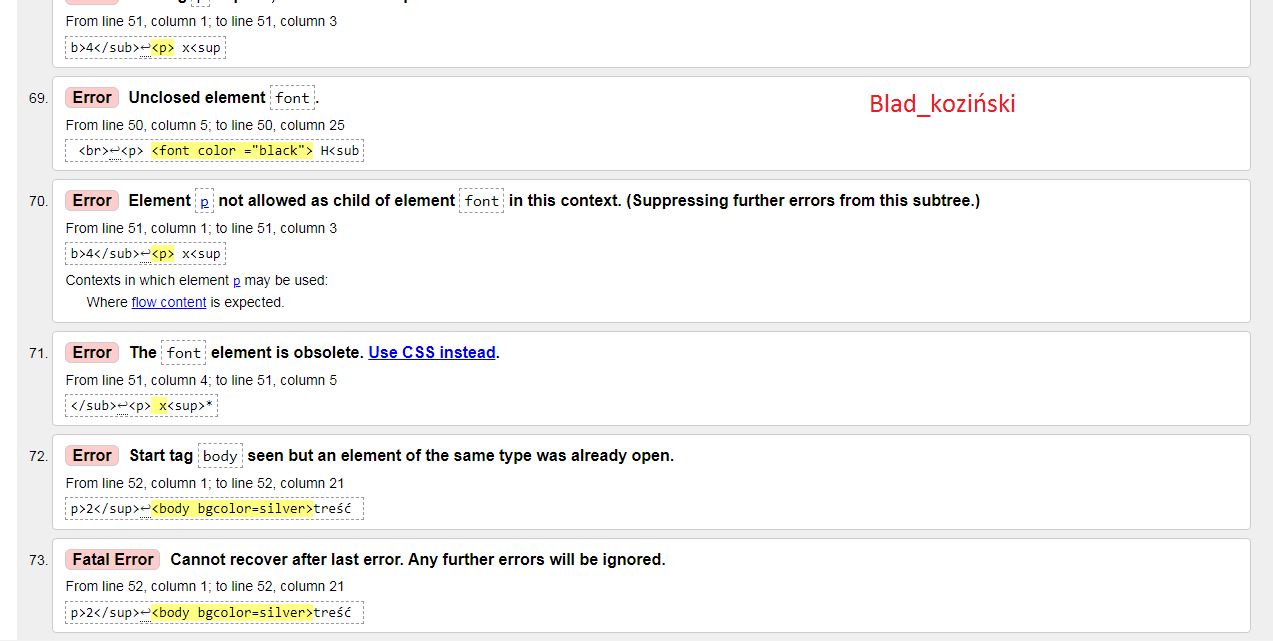 From line 51, column 1; to line 51, column 3
b>4</sub>↩<p> x<sup
69. Error Unclosed element font.
Blad_koziński
From line 50, column 5; to line 50, column 25
<br>↩<p> <font color ="black"> H<sub
70. Error Element p not allowed as child of element font in this context. (Suppressing further errors from this subtree.)
From line 51, column 1; to line 51, column 3
b>4</sub>↩<p> x<sup
Contexts in which element p may be used:
Where flow content is expected.
71. Error The font element is obsolete. Use CSS instead.
From line 51, column 4; to line 51, column 5
</sub>↩<p> x<sup>*
72. Error Start tag body seen but an element of the same type was already open.
From line 52, column 1; to line 52, column 21
p>2</sup>↩<body bgcolor=silver>treść
73. Fatal Error Cannot recover after last error. Any further errors will be ignored.
From line 52, column 1; to line 52, column 21
p>2</sup>↩<body bgcolor=silver>treść